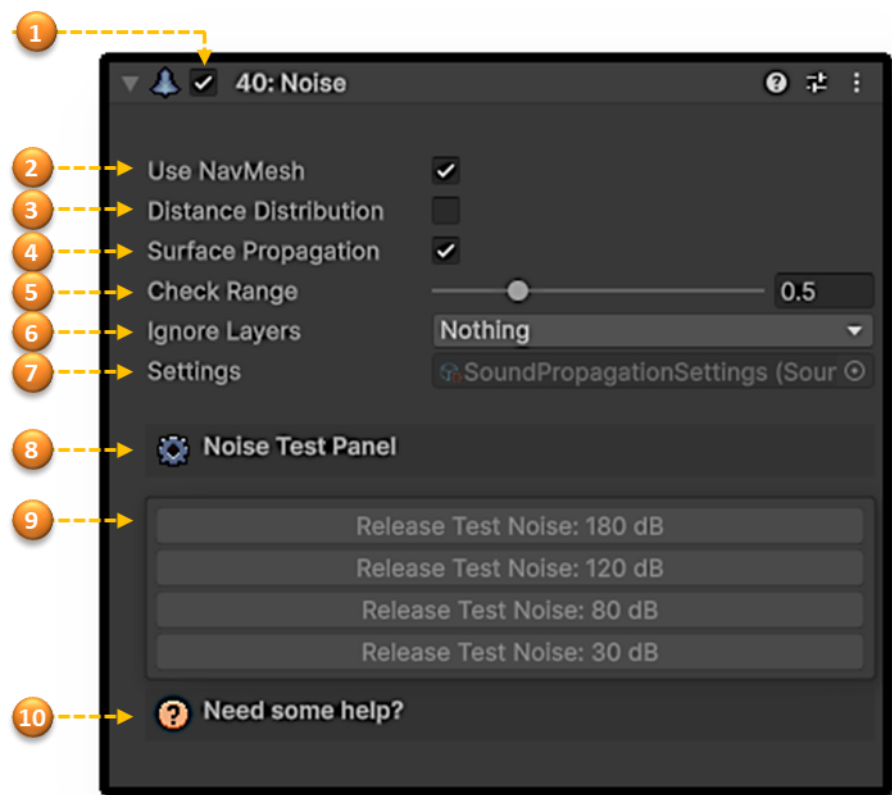 1
40: Noise
2 Use NavMesh
3 Distance Distribution
4 Surface Propagation
5 Check Range 0.5
6 Ignore Layers Nothing
7 Settings SoundPropagationSettings (Sour
8 Noise Test Panel
9 Release Test Noise: 180 dB
Release Test Noise: 120 dB
Release Test Noise: 80 dB
Release Test Noise: 30 dB
10 Need some help?